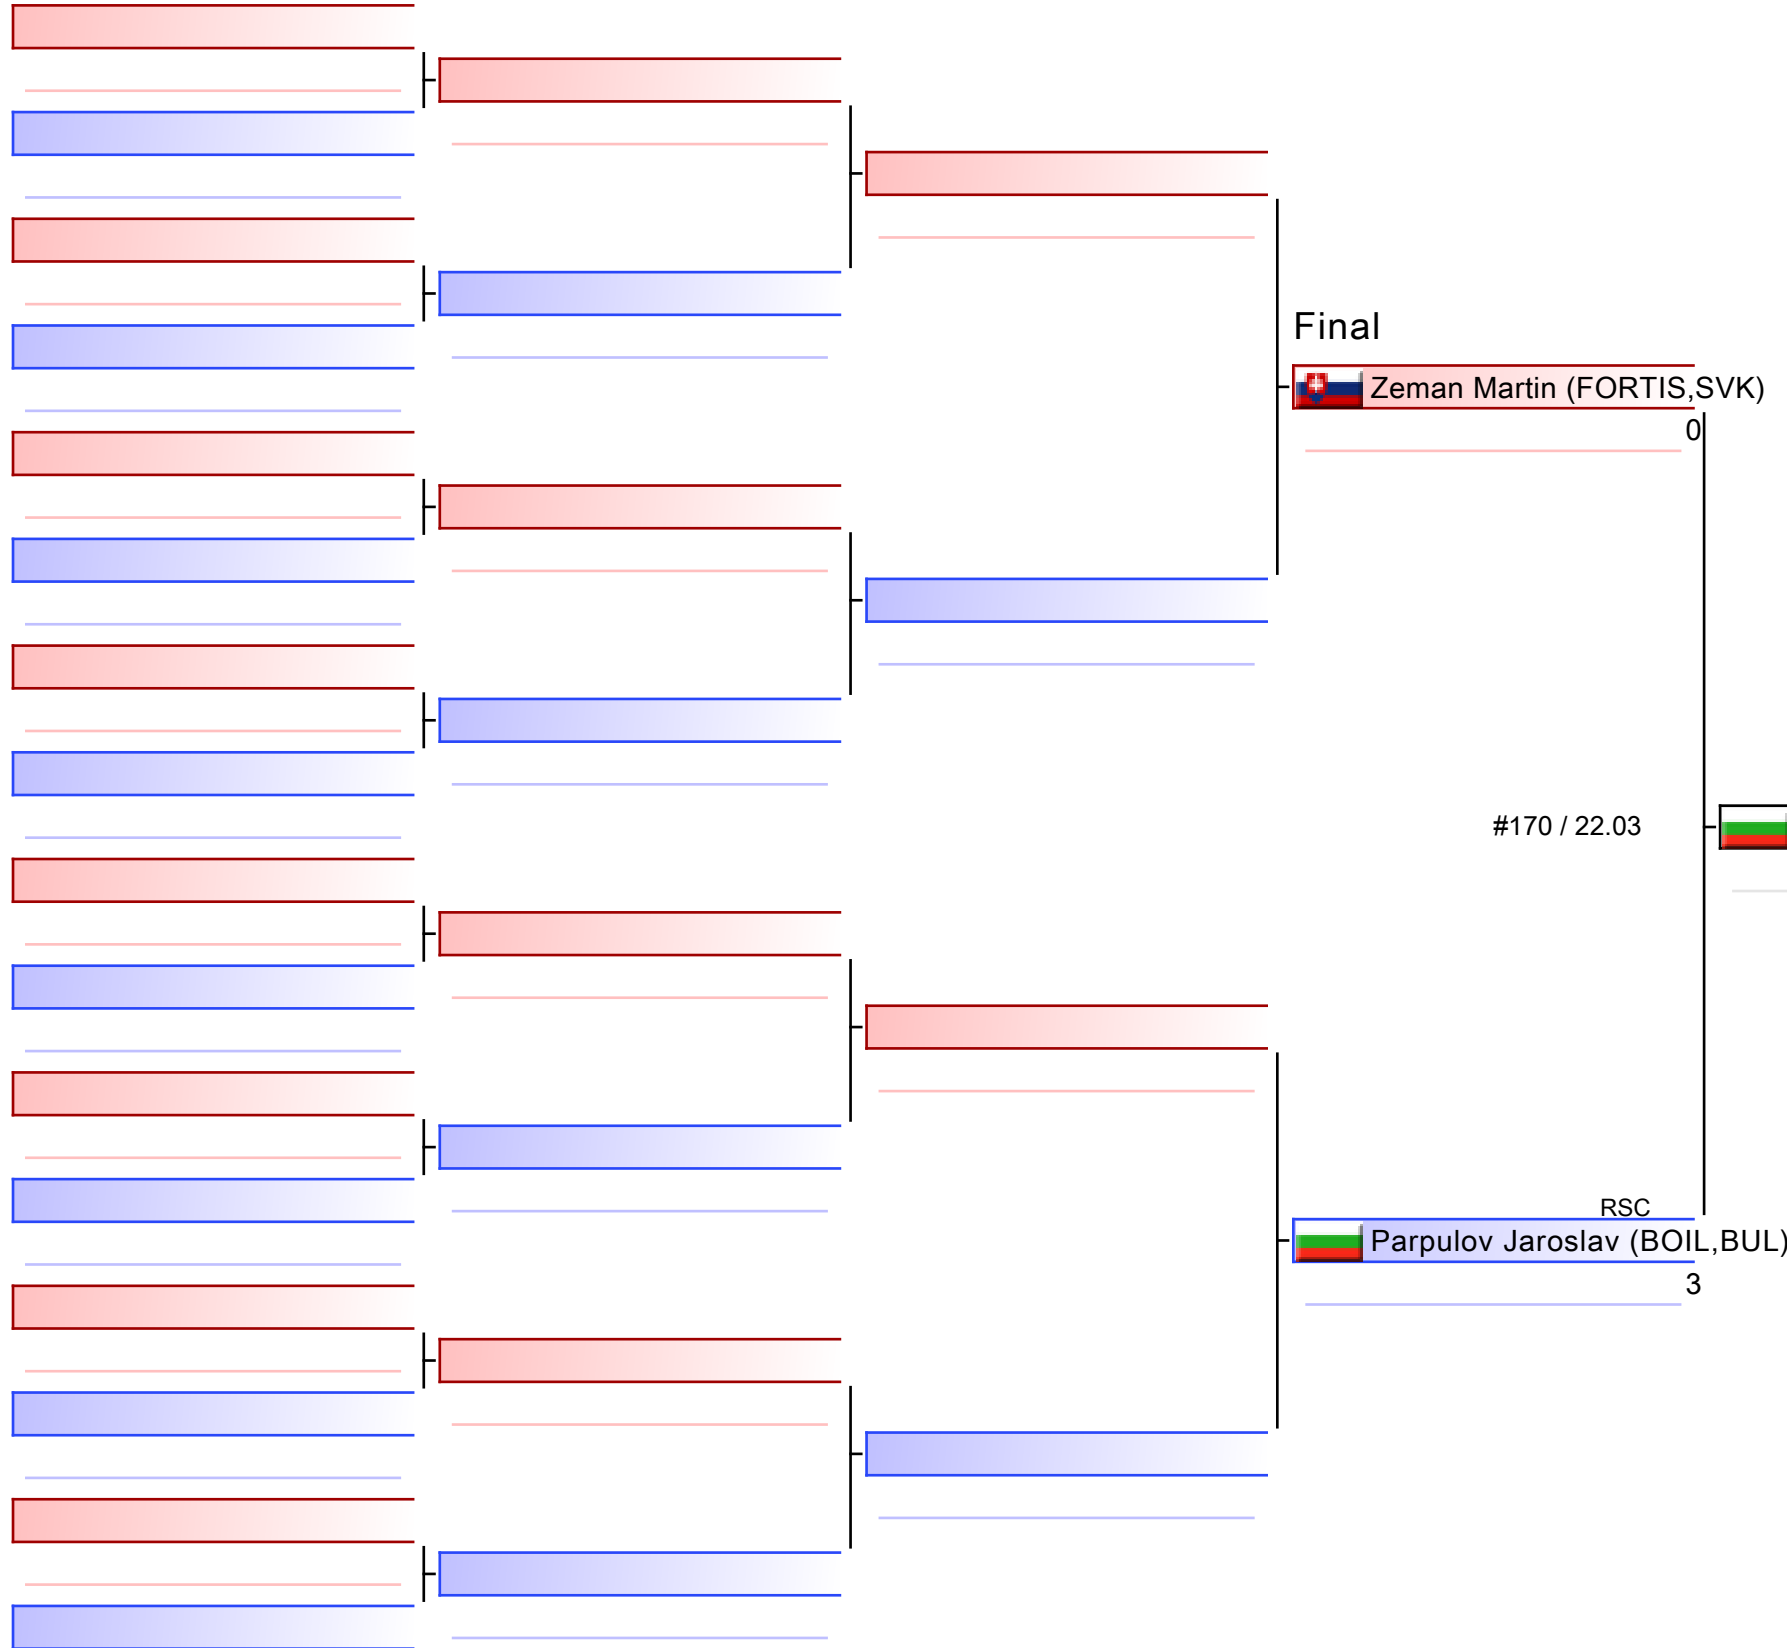 Final
Zeman Martin (FORTIS,SVK)
0
#170 / 22.03
RSC
Parpulov Jaroslav (BOIL,BUL)
3